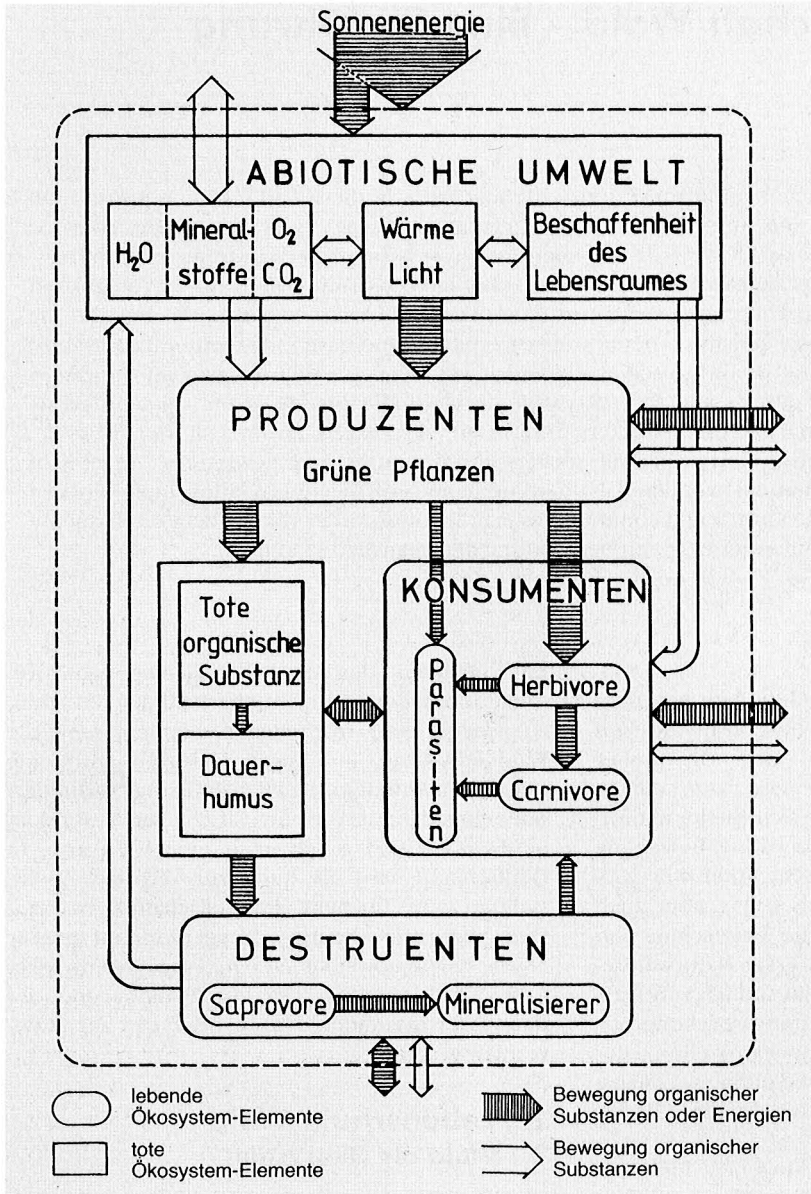 Sonnenenergie
ABIOTISCHE UMWELT
H₂O
Mineral-
stoffe
O₂
CO₂
Wärme
Licht
Beschaffenheit
des
Lebensraumes
PRODUZENTEN
Grüne Pflanzen
Tote
organische
Substanz
Dauer-
humus
KONSUMENTEN
Parasiten
Herbivore
Carnivore
DESTRUENTEN
Saprovore
Mineralisierer
lebende
Ökosystem-Elemente
tote
Ökosystem-Elemente
Bewegung organischer
Substanzen oder Energien
Bewegung organischer
Substanzen